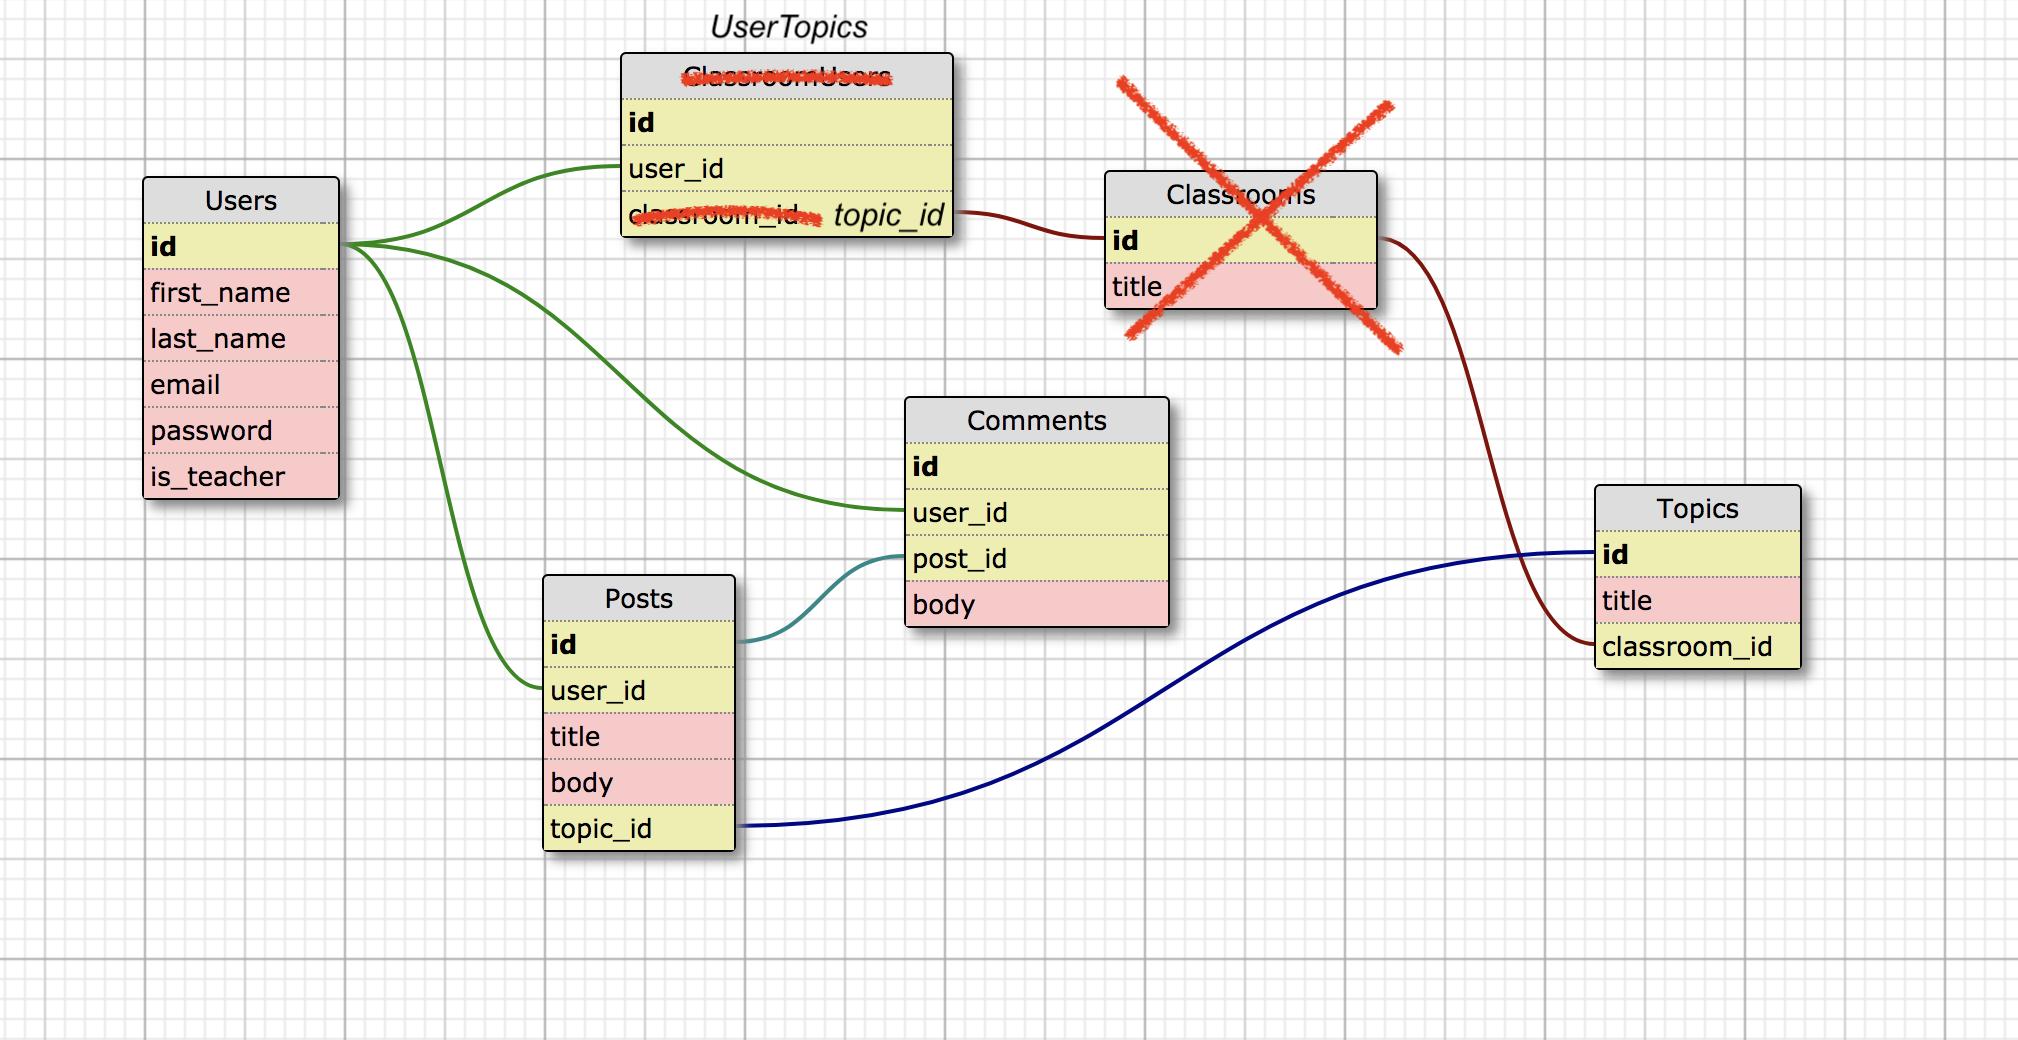 UserTopics
ClassroomUsers
id
user_id
classroom_id topic_id
Users
id
first_name
last_name
email
password
is_teacher
Classrooms
id
title
Comments
id
user_id
post_id
body
Topics
id
title
classroom_id
Posts
id
user_id
title
body
topic_id